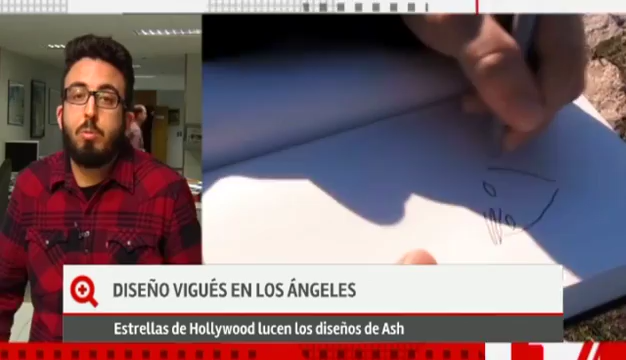 DISEÑO VIGUÉS EN LOS ÁNGELES
Estrellas de Hollywood lucen los diseños de Ash